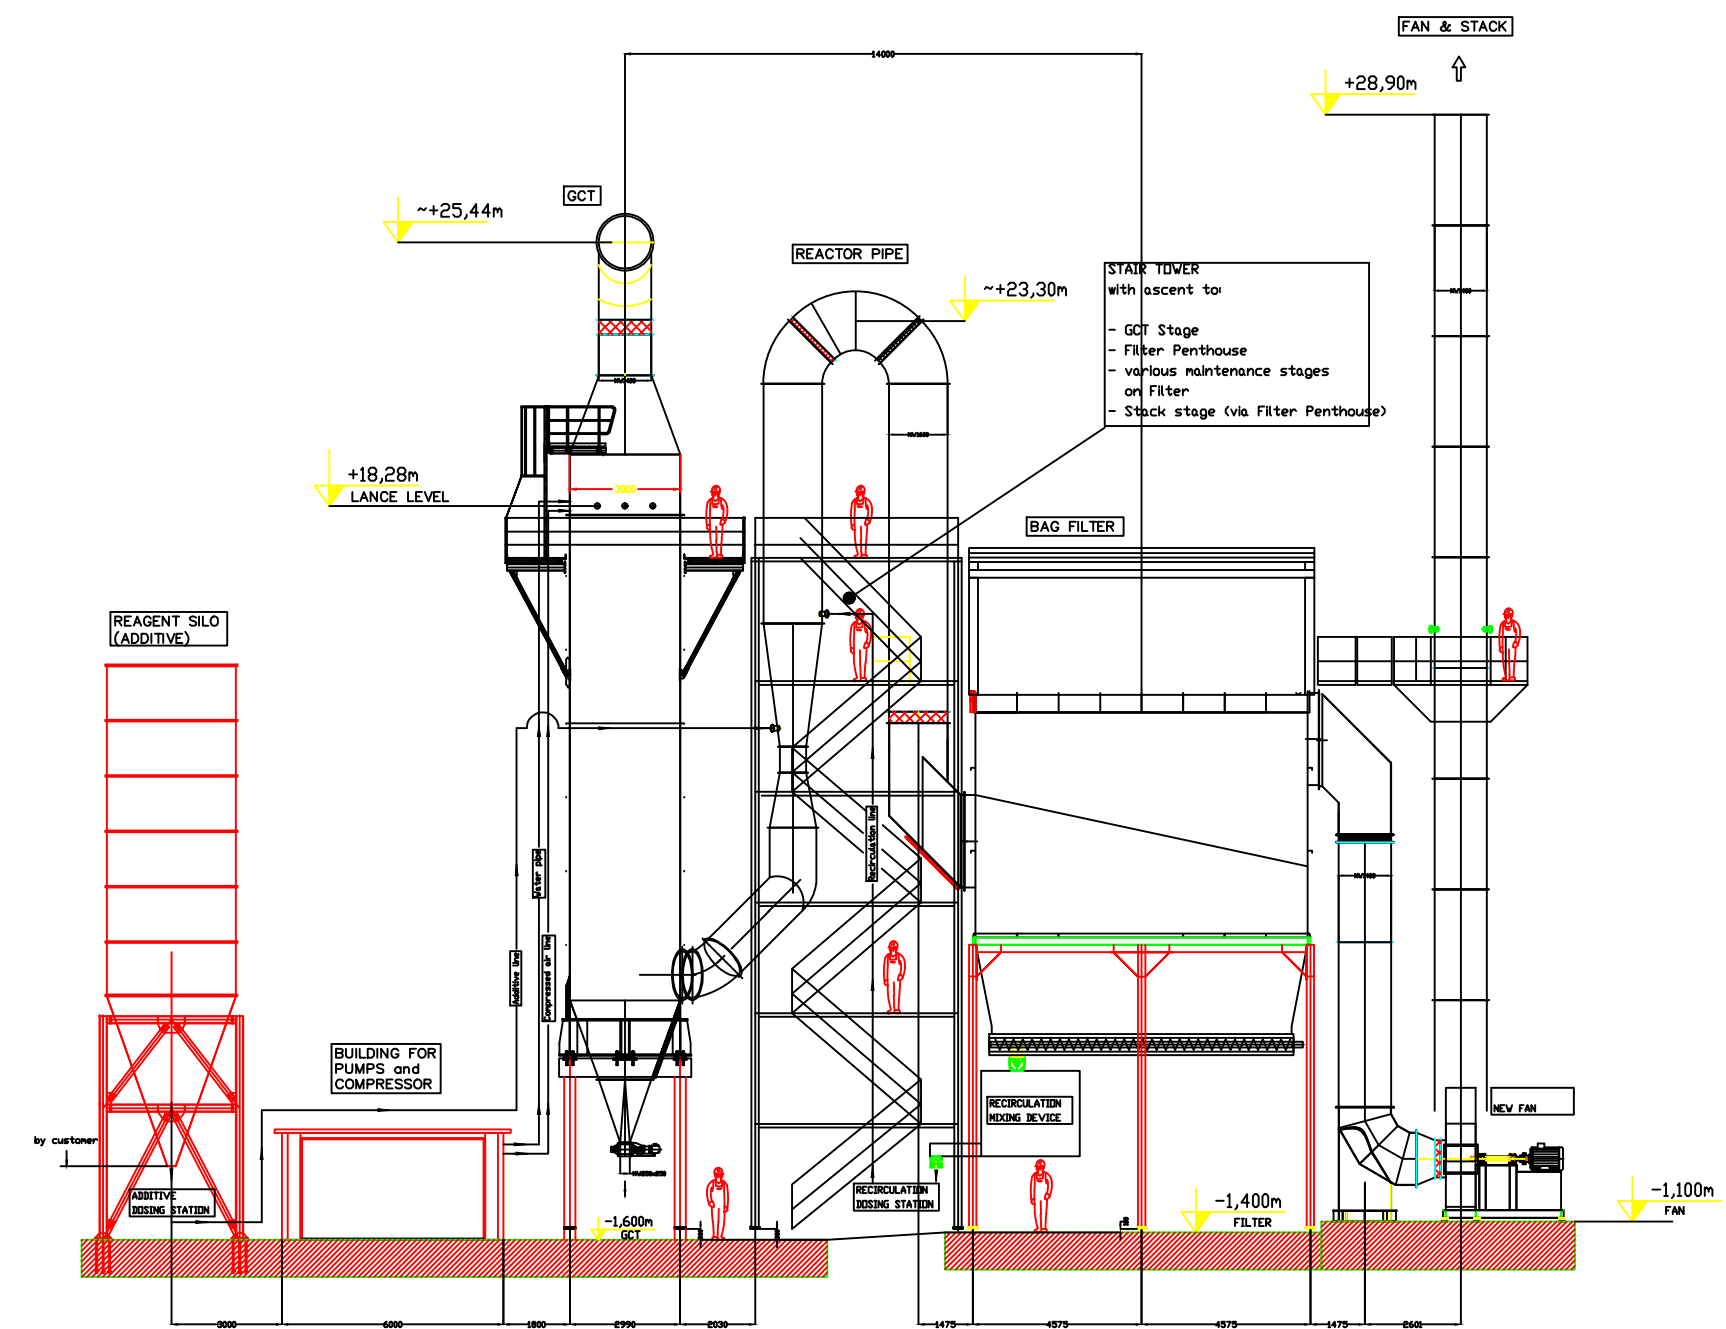 FAN & STACK
14000
+28,90m
GCT
~+25,44m
REACTOR PIPE
~+23,30m
STAIR TOWER
with ascent to:
- GCT Stage
- Filter Penthouse
- various maintenance stages
on Filter
- Stack stage (via Filter Penthouse)
+18,28m
LANCE LEVEL
3000
BAG FILTER
REAGENT SILO
(ADDITIVE)
Recirculation line
Water pipe
Additive line
Compressed air line
BUILDING FOR
PUMPS and
COMPRESSOR
RECIRCULATION
MIXING DEVICE
NEW FAN
by customer
ADDITIVE
DOSING STATION
RECIRCULATION
DOSING STATION
-1,600m
GCT
-1,400m
FILTER
-1,100m
FAN
3000
6000
1800
2990
2030
1475
4575
4575
1475
2601